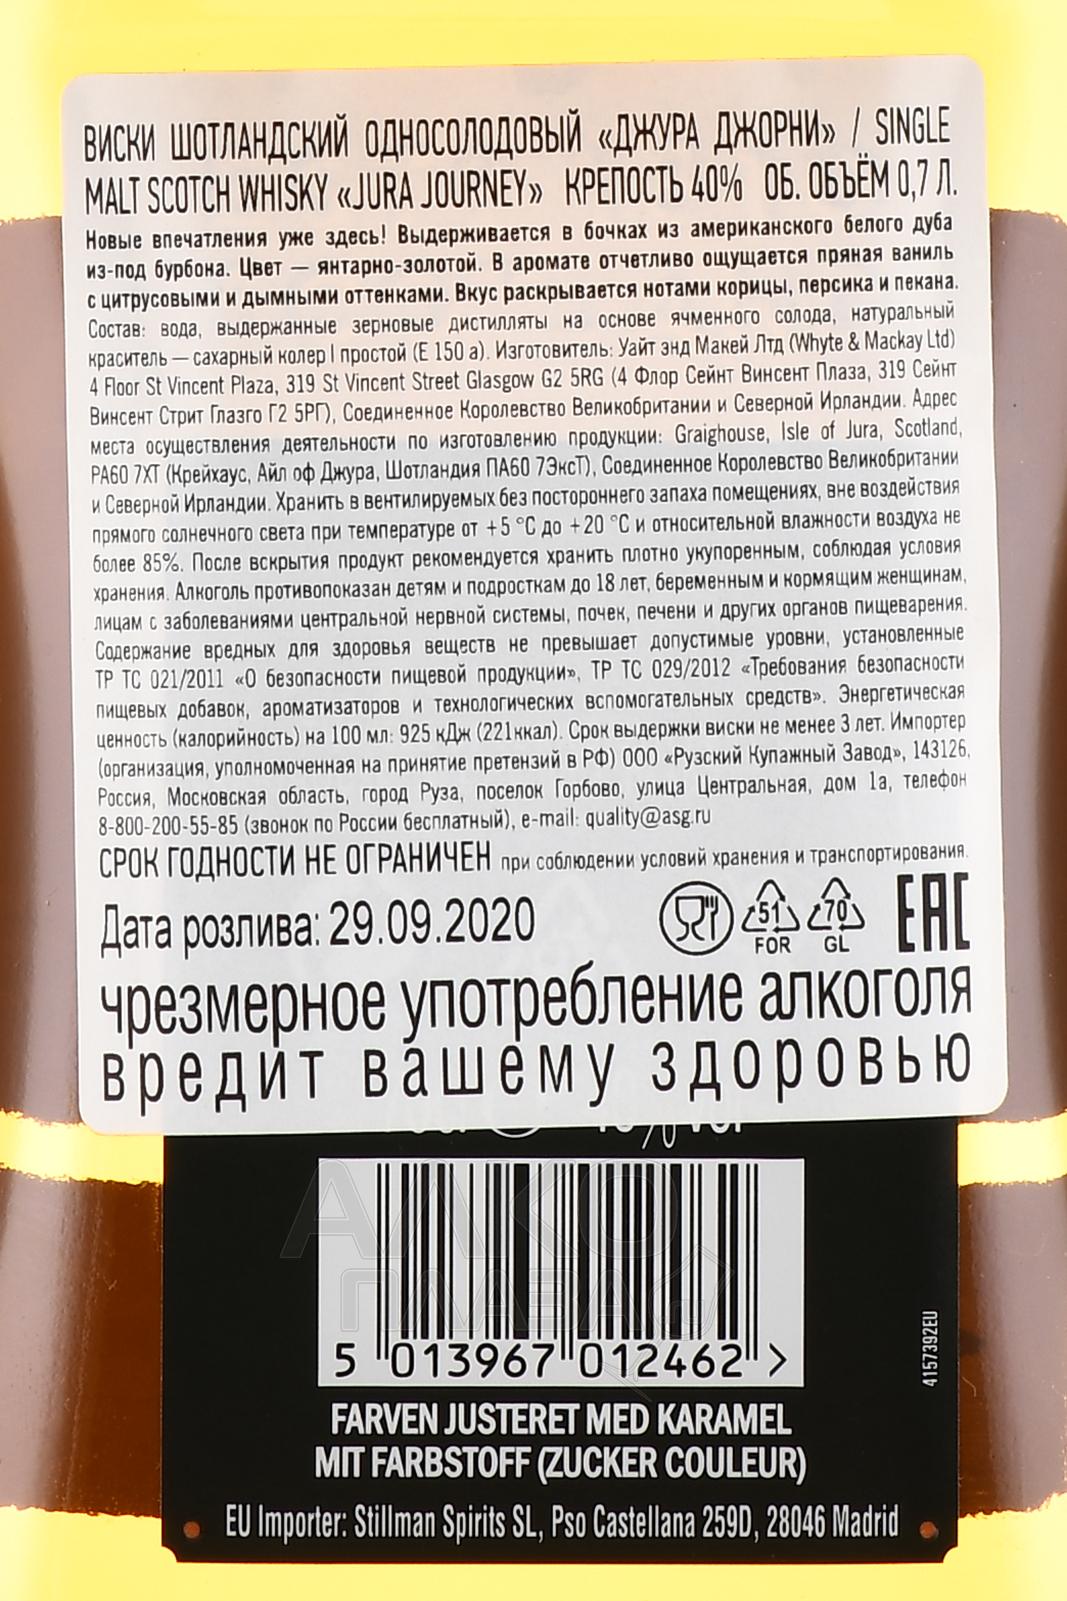 ВИСКИ ШОТЛАНДСКИЙ ОДНОСОЛОДОВЫЙ «ДЖУРА ДЖОРНИ» / SINGLE
MALT SCOTCH WHISKY «JURA JOURNEY» КРЕПОСТЬ 40% ОБ. ОБЪЁМ 0,7 Л.
Новые впечатления уже здесь! Выдерживается в бочках из американского белого дуба
из-под бурбона. Цвет — янтарно-золотой. В аромате отчетливо ощущается пряная ваниль
с цитрусовыми и дымными оттенками. Вкус раскрывается нотами корицы, персика и пекана.
Состав: вода, выдержанные зерновые дистилляты на основе ячменного солода, натуральный
краситель — сахарный колер I простой (Е 150 а). Изготовитель: Уайт энд Макей Лтд (Whyte & Mackay Ltd)
4 Floor St Vincent Plaza, 319 St Vincent Street Glasgow G2 5RG (4 Флор Сейнт Винсент Плаза, 319 Сейнт
Винсент Стрит Глазго Г2 5РГ), Соединенное Королевство Великобритании и Северной Ирландии. Адрес
места осуществления деятельности по изготовлению продукции: Graighouse, Isle of Jura, Scotland,
PA60 7XT (Крейхаус, Айл оф Джура, Шотландия ПА60 7ЭксТ), Соединенное Королевство Великобритании
и Северной Ирландии. Хранить в вентилируемых без постороннего запаха помещениях, вне воздействия
прямого солнечного света при температуре от +5 °С до +20 °С и относительной влажности воздуха не
более 85%. После вскрытия продукт рекомендуется хранить плотно укупоренным, соблюдая условия
хранения. Алкоголь противопоказан детям и подросткам до 18 лет, беременным и кормящим женщинам,
лицам с заболеваниями центральной нервной системы, почек, печени и других органов пищеварения.
Содержание вредных для здоровья веществ не превышает допустимые уровни, установленные
ТР ТС 021/2011 «О безопасности пищевой продукции», ТР ТС 029/2012 «Требования безопасности
пищевых добавок, ароматизаторов и технологических вспомогательных средств». Энергетическая
ценность (калорийность) на 100 мл: 925 кДж (221ккал). Срок выдержки виски не менее 3 лет. Импортер
(организация, уполномоченная на принятие претензий в РФ) ООО «Рузский Купажный Завод», 143126,
Россия, Московская область, город Руза, поселок Горбово, улица Центральная, дом 1а, телефон
8-800-200-55-85 (звонок по России бесплатный), e-mail: quality@asg.ru
СРОК ГОДНОСТИ НЕ ОГРАНИЧЕН при соблюдении условий хранения и транспортирования.
Дата розлива: 29.09.2020
51 70 EAC
FOR GL
чрезмерное употребление алкоголя
вредит вашему здоровью
АЛКО
ПЛАЗА.ru
5 013967 012462 >
4157392EU
FARVEN JUSTERET MED KARAMEL
MIT FARBSTOFF (ZUCKER COULEUR)
EU Importer: Stillman Spirits SL, Pso Castellana 259D, 28046 Madrid